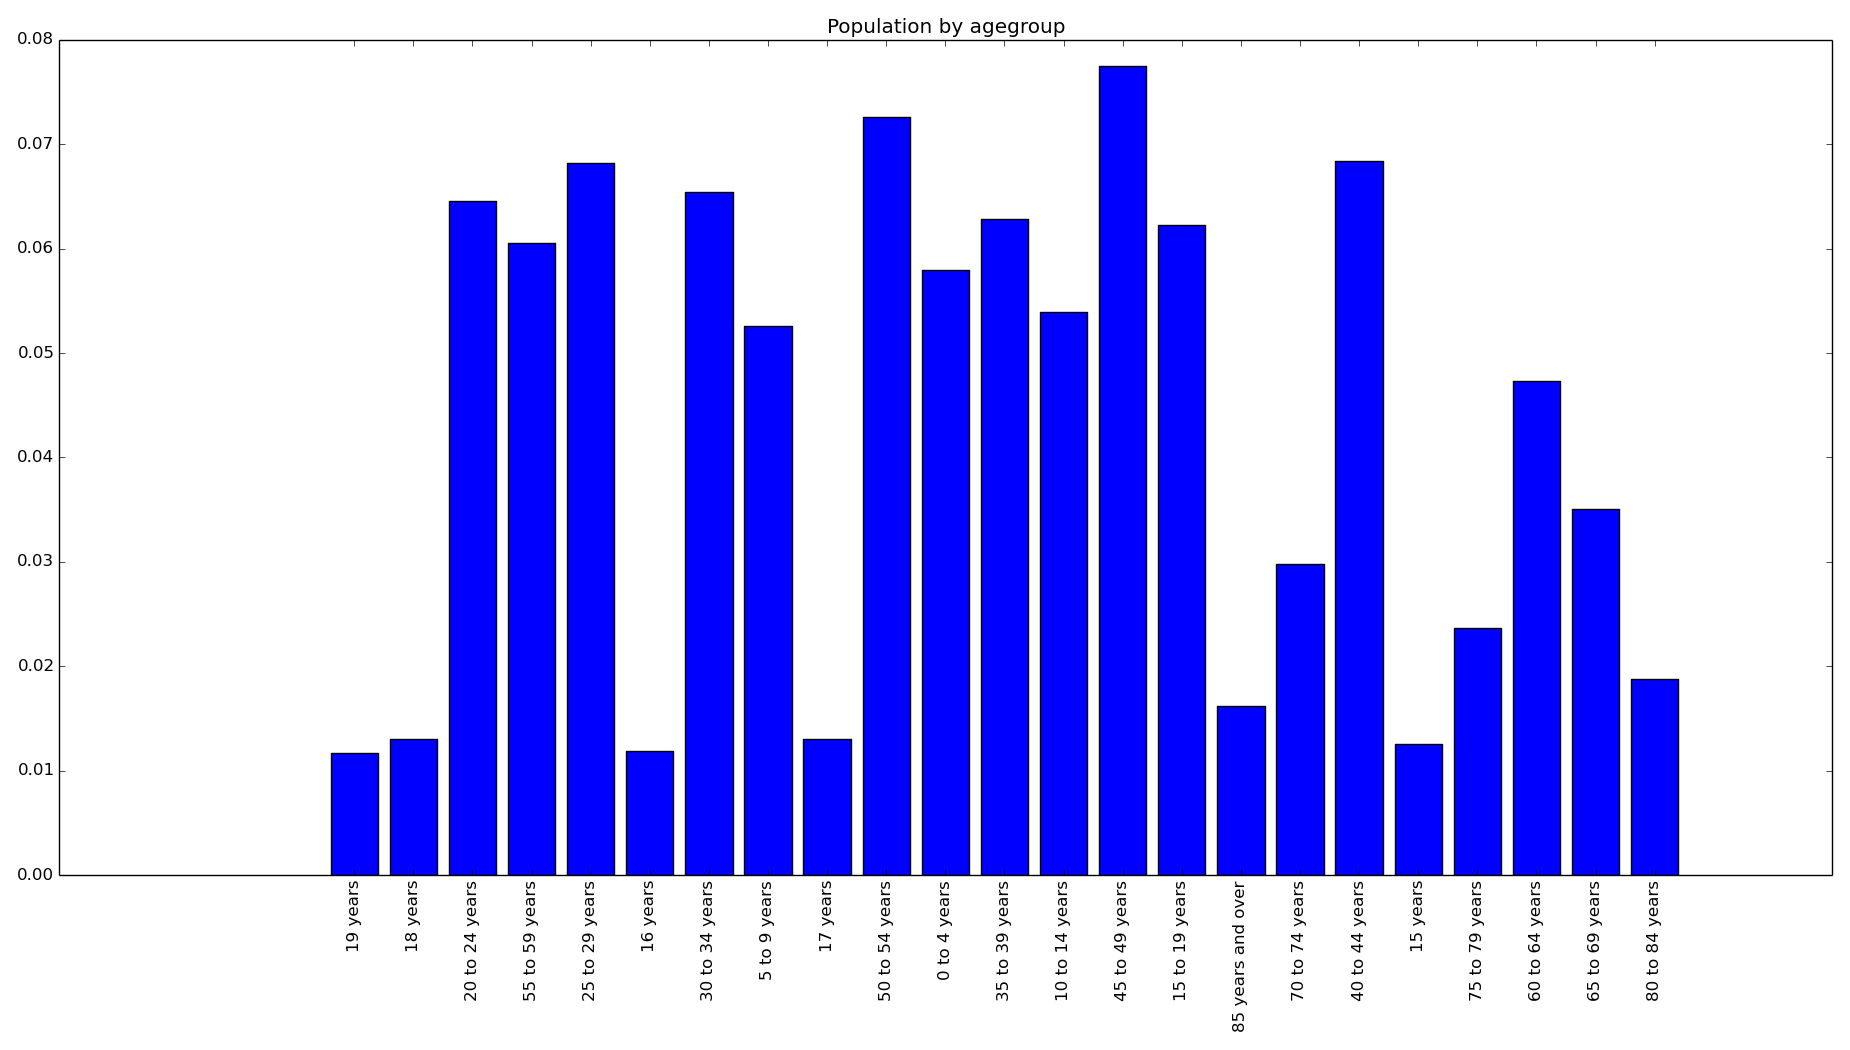 Population by agegroup
0.08
0.07
0.06
0.05
0.04
0.03
0.02
0.01
0.00
19 years
18 years
20 to 24 years
55 to 59 years
25 to 29 years
16 years
30 to 34 years
5 to 9 years
17 years
50 to 54 years
0 to 4 years
35 to 39 years
10 to 14 years
45 to 49 years
15 to 19 years
85 years and over
70 to 74 years
40 to 44 years
15 years
75 to 79 years
60 to 64 years
65 to 69 years
80 to 84 years